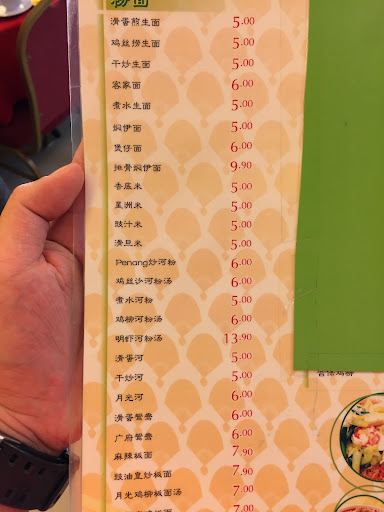 粉面
滑蛋煎生面 5.00
鸡丝捞生面 5.00
干炒生面 5.00
客家面 6.00
煮水生面 5.00
焖伊面 5.00
煲仔面 6.00
排骨焖伊面 9.90
香底米 5.00
星洲米 5.00
豉汁米 5.00
滑旦米 5.00
Penang炒河粉 6.00
鸡丝沙河粉汤 6.00
煮水河粉 5.00
鸡柳河粉汤 6.00
明虾河粉汤 13.90
滑蛋河 5.00
干炒河 5.00
月光河 6.00
滑蛋鸳鸯 6.00
广府鸳鸯 6.00
麻辣板面 7.90
豉油皇炒板面 7.90
月光鸡柳板面汤 7.00
7.00